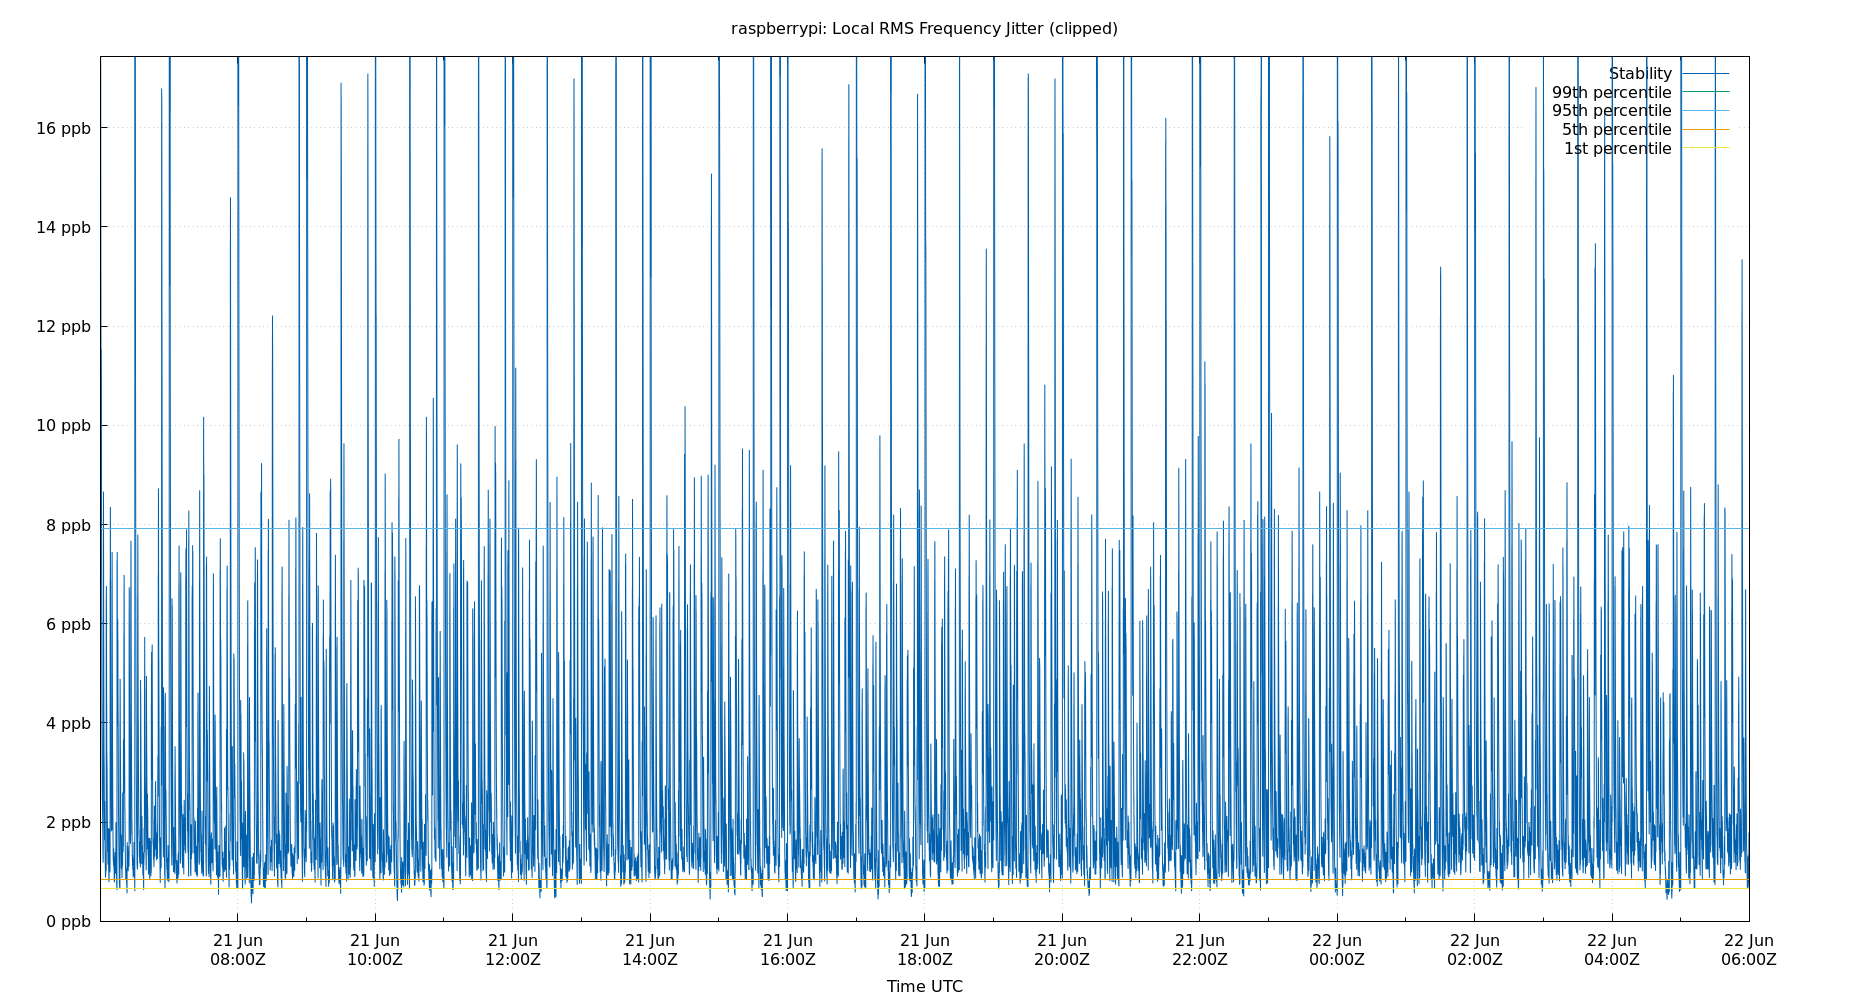 raspberrypi: Local RMS Frequency Jitter (clipped)
Stability
99th percentile
95th percentile
5th percentile
1st percentile
16 ppb
14 ppb
12 ppb
10 ppb
8 ppb
6 ppb
4 ppb
2 ppb
0 ppb
21 Jun 21 Jun 21 Jun 21 Jun 21 Jun 21 Jun 21 Jun 21 Jun 22 Jun 22 Jun 22 Jun 22 Jun
08:00Z 10:00Z 12:00Z 14:00Z 16:00Z 18:00Z 20:00Z 22:00Z 00:00Z 02:00Z 04:00Z 06:00Z
Time UTC